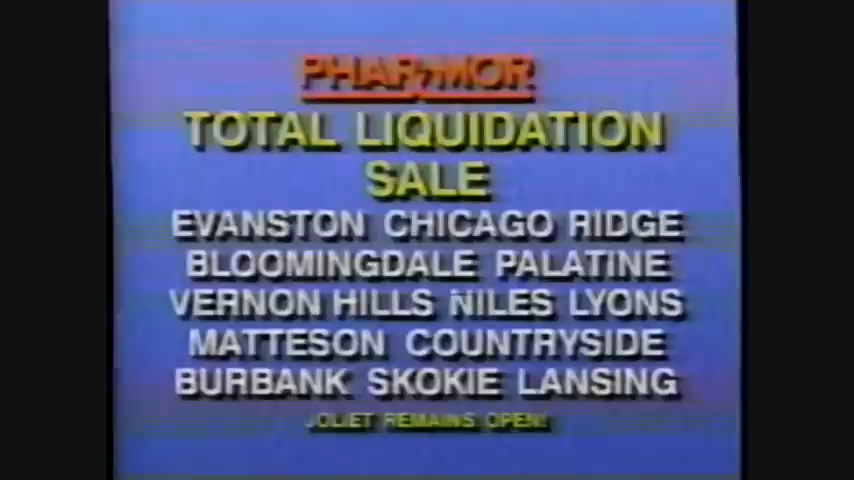 PHAR-MOR
TOTAL LIQUIDATION
SALE
EVANSTON CHICAGO RIDGE
BLOOMINGDALE PALATINE
VERNON HILLS NILES LYONS
MATTESON COUNTRYSIDE
BURBANK SKOKIE LANSING
JOLIET REMAINS OPEN!